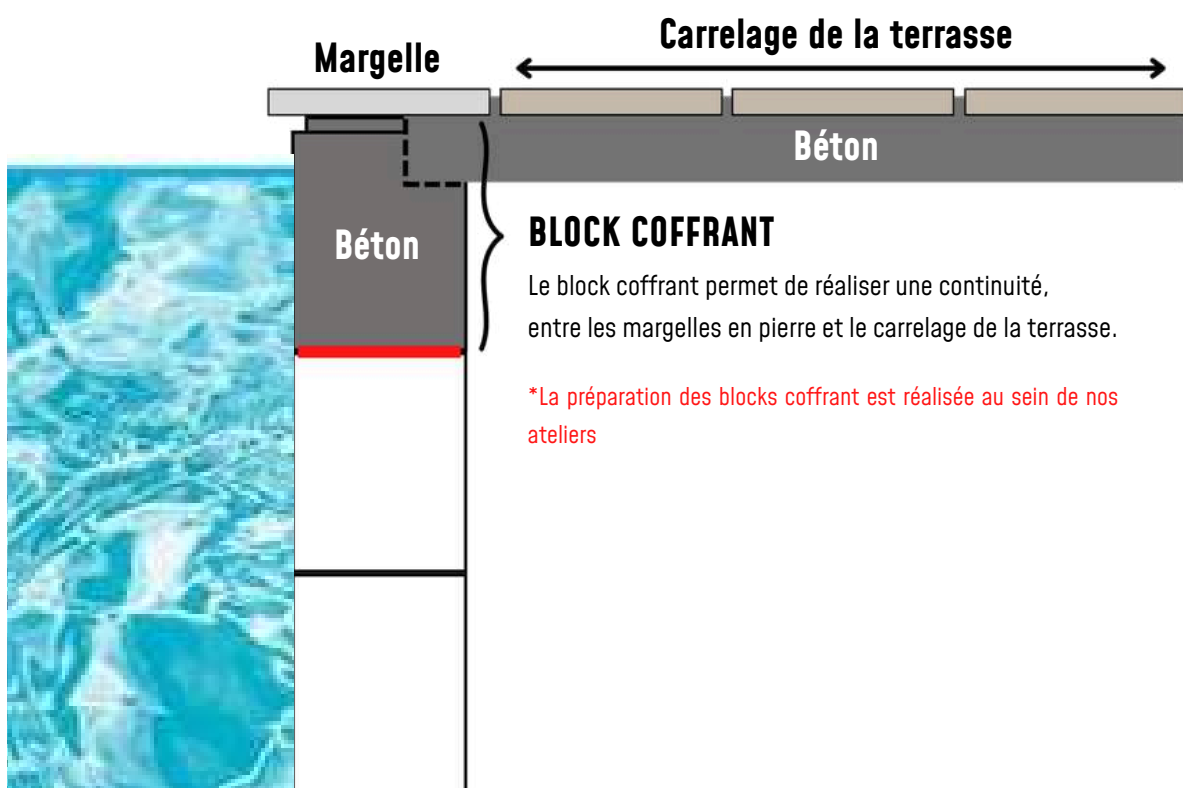 Carrelage de la terrasse
Margelle
Béton
Béton
BLOCK COFFRANT
Le block coffrant permet de réaliser une continuité,
entre les margelles en pierre et le carrelage de la terrasse.
*La préparation des blocks coffrant est réalisée au sein de nos
ateliers